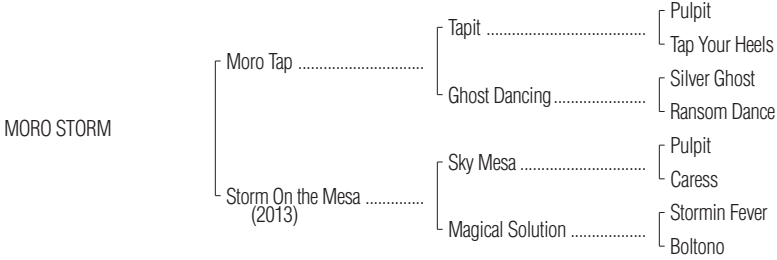 Pulpit
Tapit ....................................
Tap Your Heels
Moro Tap ............................
Silver Ghost
Ghost Dancing ....................
Ransom Dance
MORO STORM
Pulpit
Sky Mesa ............................
Caress
Storm On the Mesa .............
(2013)
Stormin Fever
Magical Solution .................
Boltono